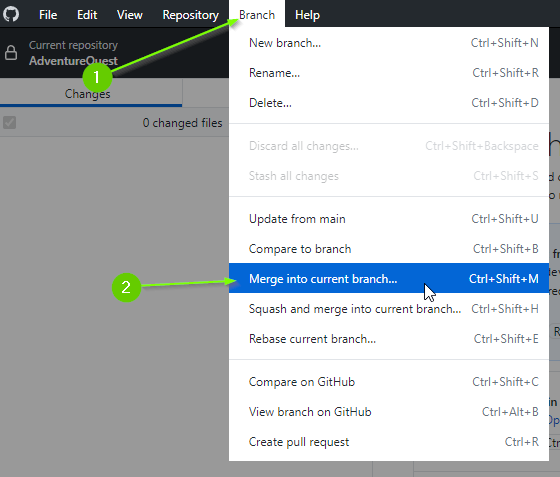 File Edit View Repository Branch Help
Current repository
AdventureQuest
1
Changes
0 changed files
New branch... Ctrl+Shift+N
Rename... Ctrl+Shift+R
Delete... Ctrl+Shift+D
Discard all changes... Ctrl+Shift+Backspace
Stash all changes Ctrl+Shift+S
Update from main Ctrl+Shift+U
Compare to branch Ctrl+Shift+B
2
Merge into current branch... Ctrl+Shift+M
Squash and merge into current branch... Ctrl+Shift+H
Rebase current branch... Ctrl+Shift+E
Compare on GitHub Ctrl+Shift+C
View branch on GitHub Ctrl+Alt+B
Create pull request Ctrl+R